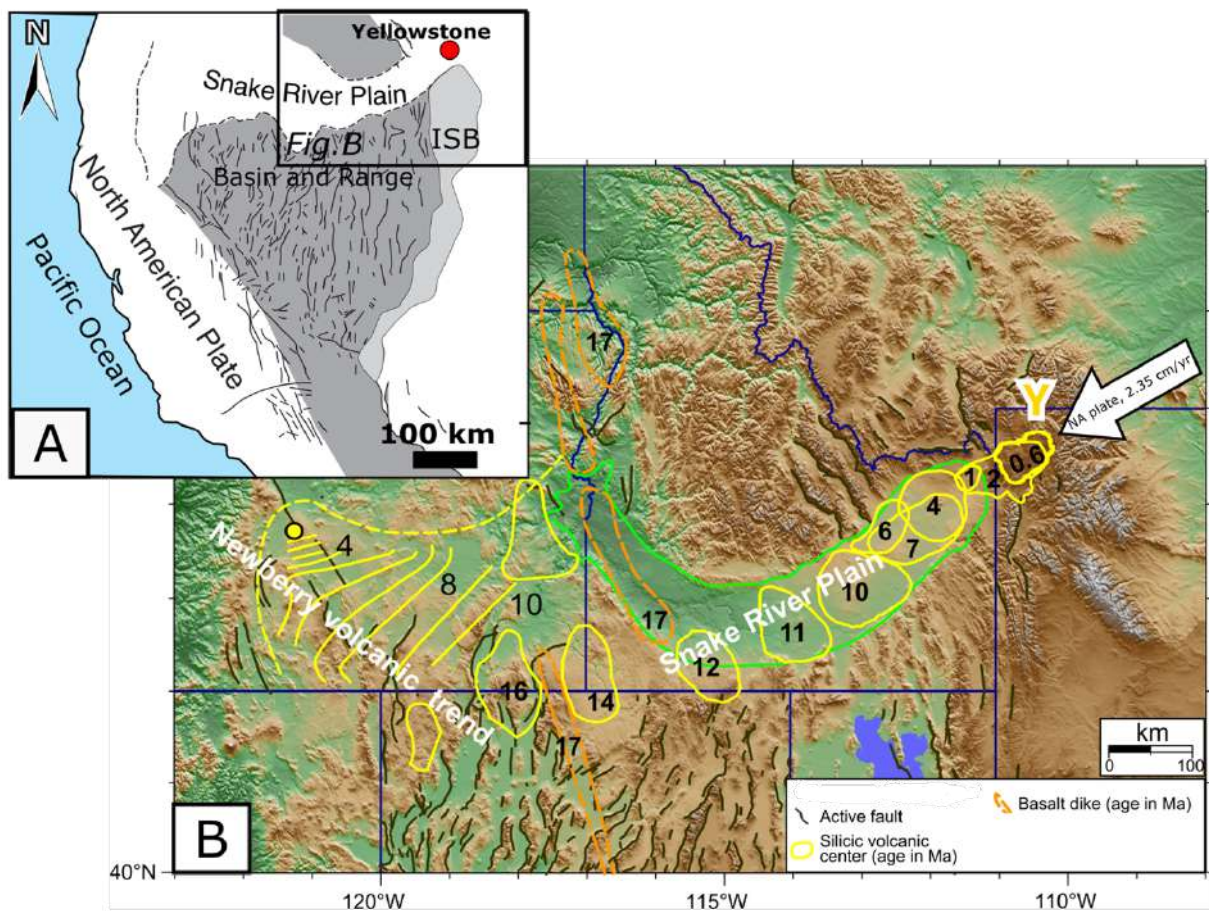 N
Yellowstone
Snake River Plain
Fig.B
ISB
Basin and Range
North American Plate
Pacific Ocean
100 km
A
17
NA plate, 2.35 cm/yr
Y
0.6
2
1
4
6
7
10
11
12
Snake River Plain
17
4
8
10
Newberry volcanic trend
16
14
17
km
0 100
Active fault
Basalt dike (age in Ma)
Silicic volcanic
center (age in Ma)
B
40°N
120°W
115°W
110°W